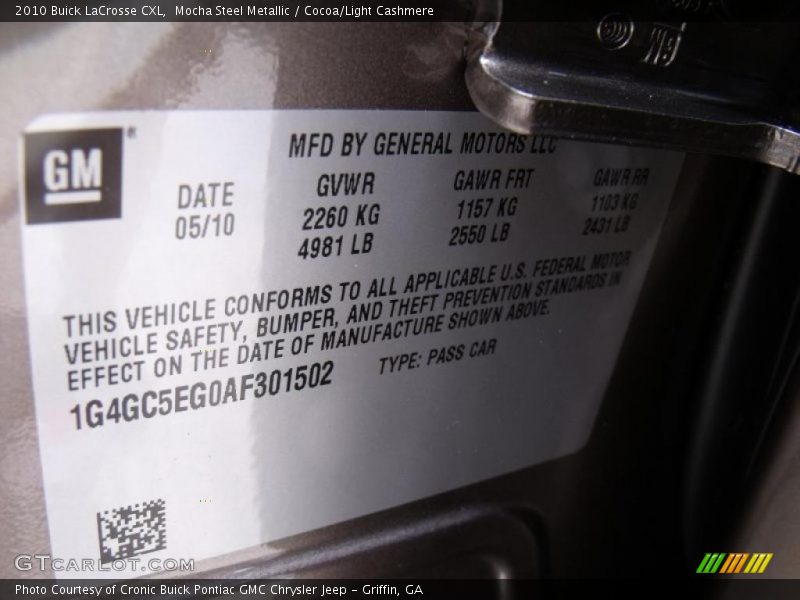 2010 Buick LaCrosse CXL, Mocha Steel Metallic / Cocoa/Light Cashmere
GM ®
MFD BY GENERAL MOTORS LLC
DATE GVWR GAWR FRT GAWR RR
05/10 2260 KG 1157 KG 1103 KG
4981 LB 2550 LB 2431 LB
THIS VEHICLE CONFORMS TO ALL APPLICABLE U.S. FEDERAL MOTOR
VEHICLE SAFETY, BUMPER, AND THEFT PREVENTION STANDARDS IN
EFFECT ON THE DATE OF MANUFACTURE SHOWN ABOVE.
1G4GC5EG0AF301502 TYPE: PASS CAR
GTcarlot.com
Photo Courtesy of Cronic Buick Pontiac GMC Chrysler Jeep - Griffin, GA